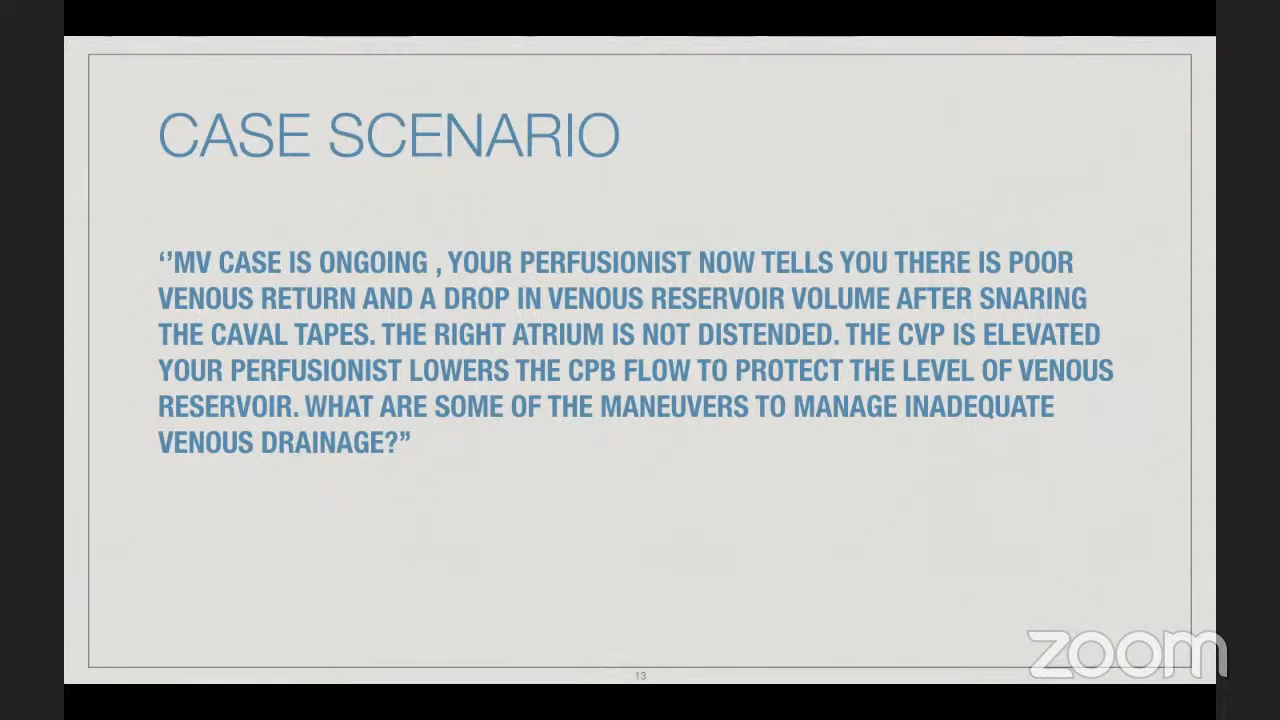 CASE SCENARIO
‘’MV CASE IS ONGOING , YOUR PERFUSIONIST NOW TELLS YOU THERE IS POOR
VENOUS RETURN AND A DROP IN VENOUS RESERVOIR VOLUME AFTER SNARING
THE CAVAL TAPES. THE RIGHT ATRIUM IS NOT DISTENDED. THE CVP IS ELEVATED
YOUR PERFUSIONIST LOWERS THE CPB FLOW TO PROTECT THE LEVEL OF VENOUS
RESERVOIR. WHAT ARE SOME OF THE MANEUVERS TO MANAGE INADEQUATE
VENOUS DRAINAGE?”
zoom
13